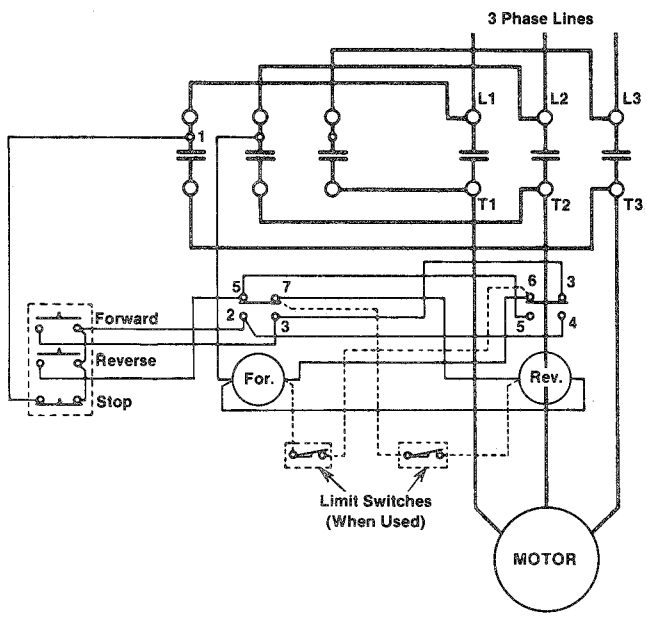 3 Phase Lines
L1
L2
L3
1
T1
T2
T3
5
7
6
3
2
3
5
4
Forward
Reverse
Stop
For.
Rev.
Limit Switches
(When Used)
MOTOR